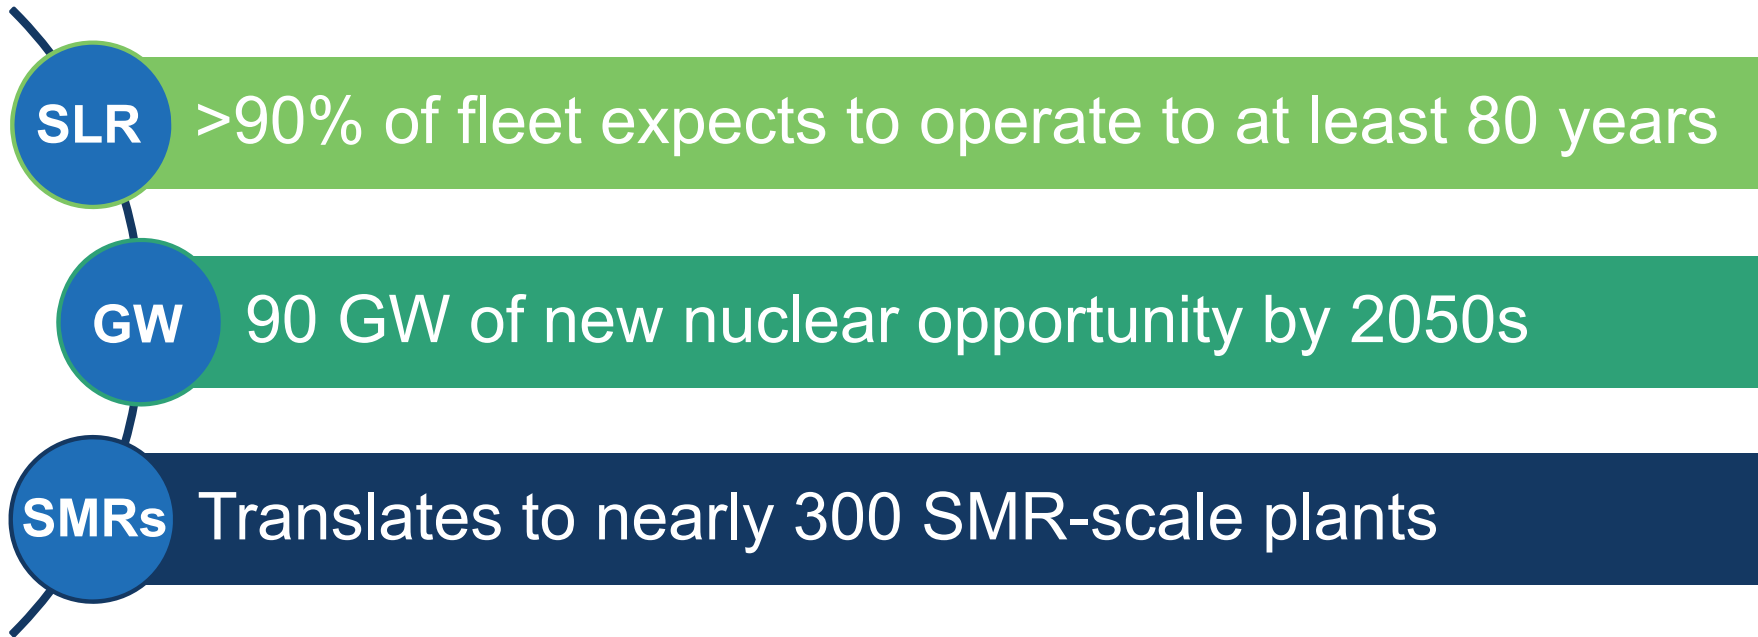 SLR
>90% of fleet expects to operate to at least 80 years
GW
90 GW of new nuclear opportunity by 2050s
SMRs
Translates to nearly 300 SMR-scale plants